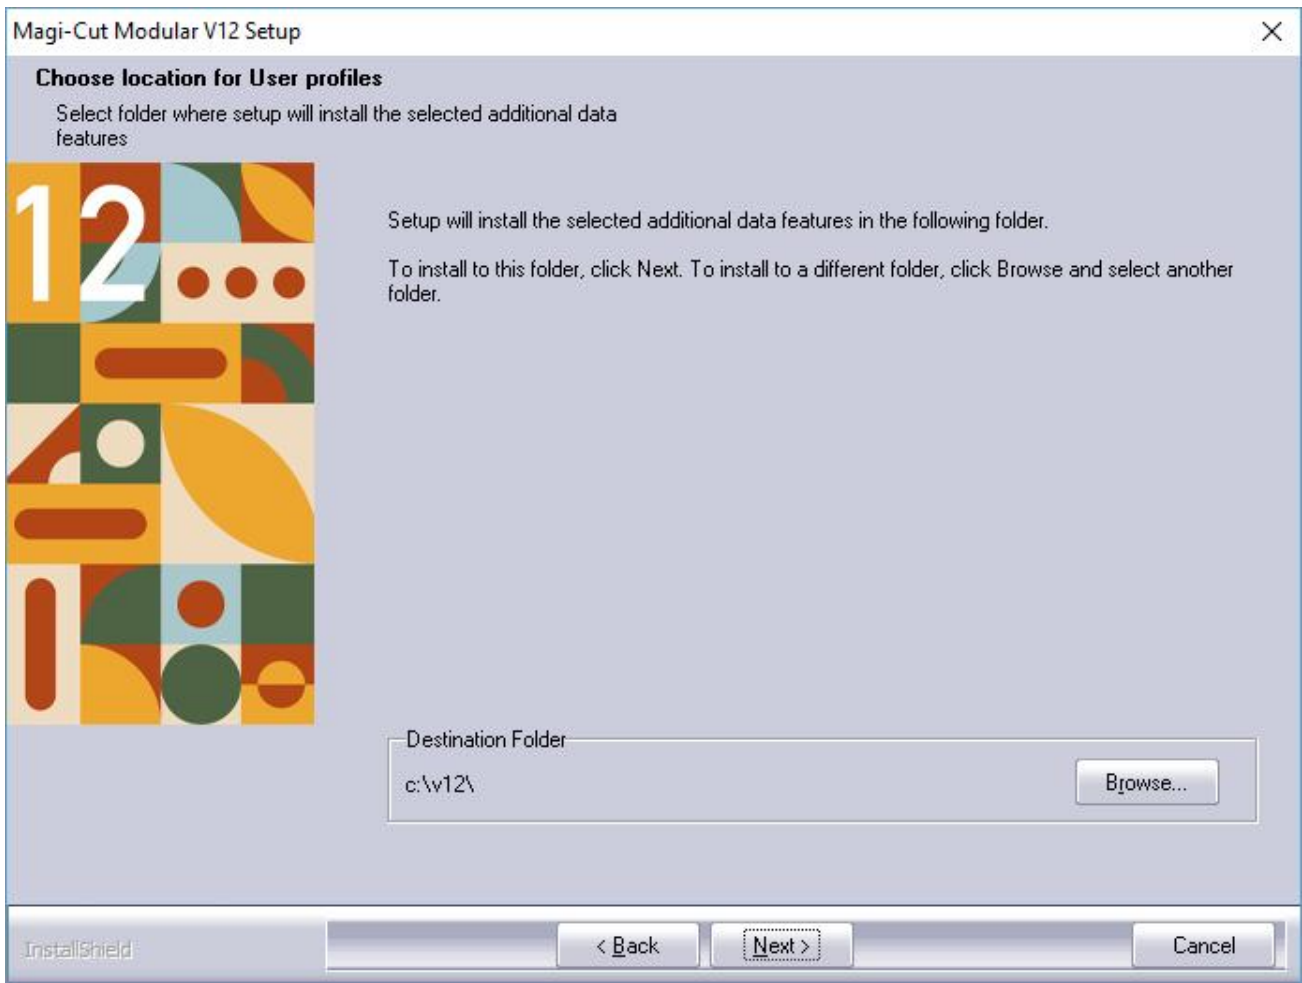 Magi-Cut Modular V12 Setup
Choose location for User profiles
Select folder where setup will install the selected additional data
features
12
Setup will install the selected additional data features in the following folder.
To install to this folder, click Next. To install to a different folder, click Browse and select another
folder.
Destination Folder
c:\v12\
Browse...
InstallShield
< Back
Next >
Cancel